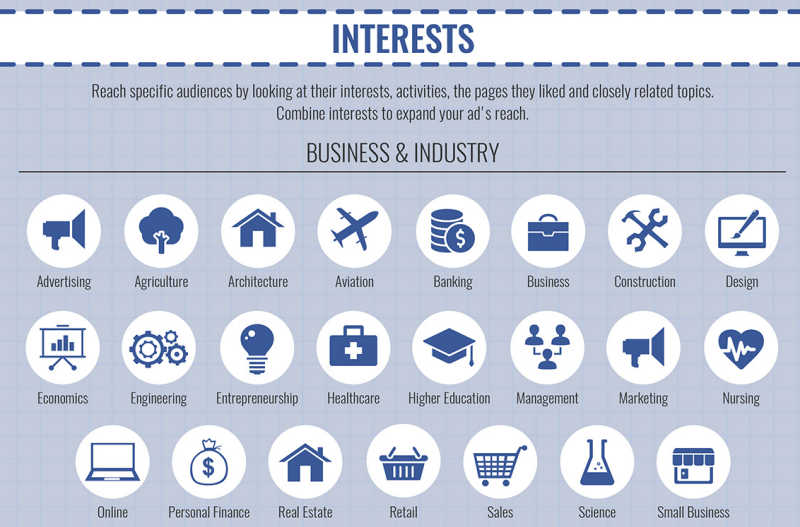 INTERESTS
Reach specific audiences by looking at their interests, activities, the pages they liked and closely related topics.
Combine interests to expand your ad's reach.
BUSINESS & INDUSTRY
Advertising Agriculture Architecture Aviation Banking Business Construction Design
$
Economics Engineering Entrepreneurship Healthcare Higher Education Management Marketing Nursing
$
Online Personal Finance Real Estate Retail Sales Science Small Business